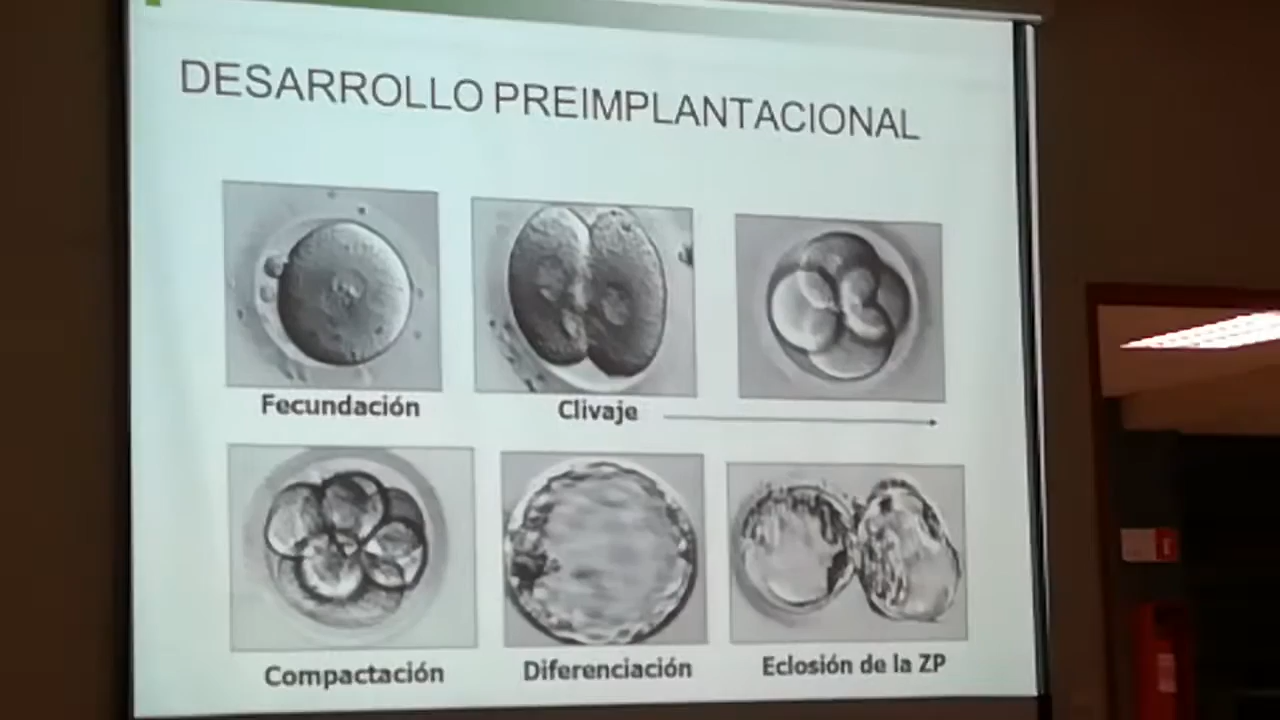 DESARROLLO PREIMPLANTACIONAL
Fecundación
Clivaje
Compactación
Diferenciación
Eclosión de la ZP